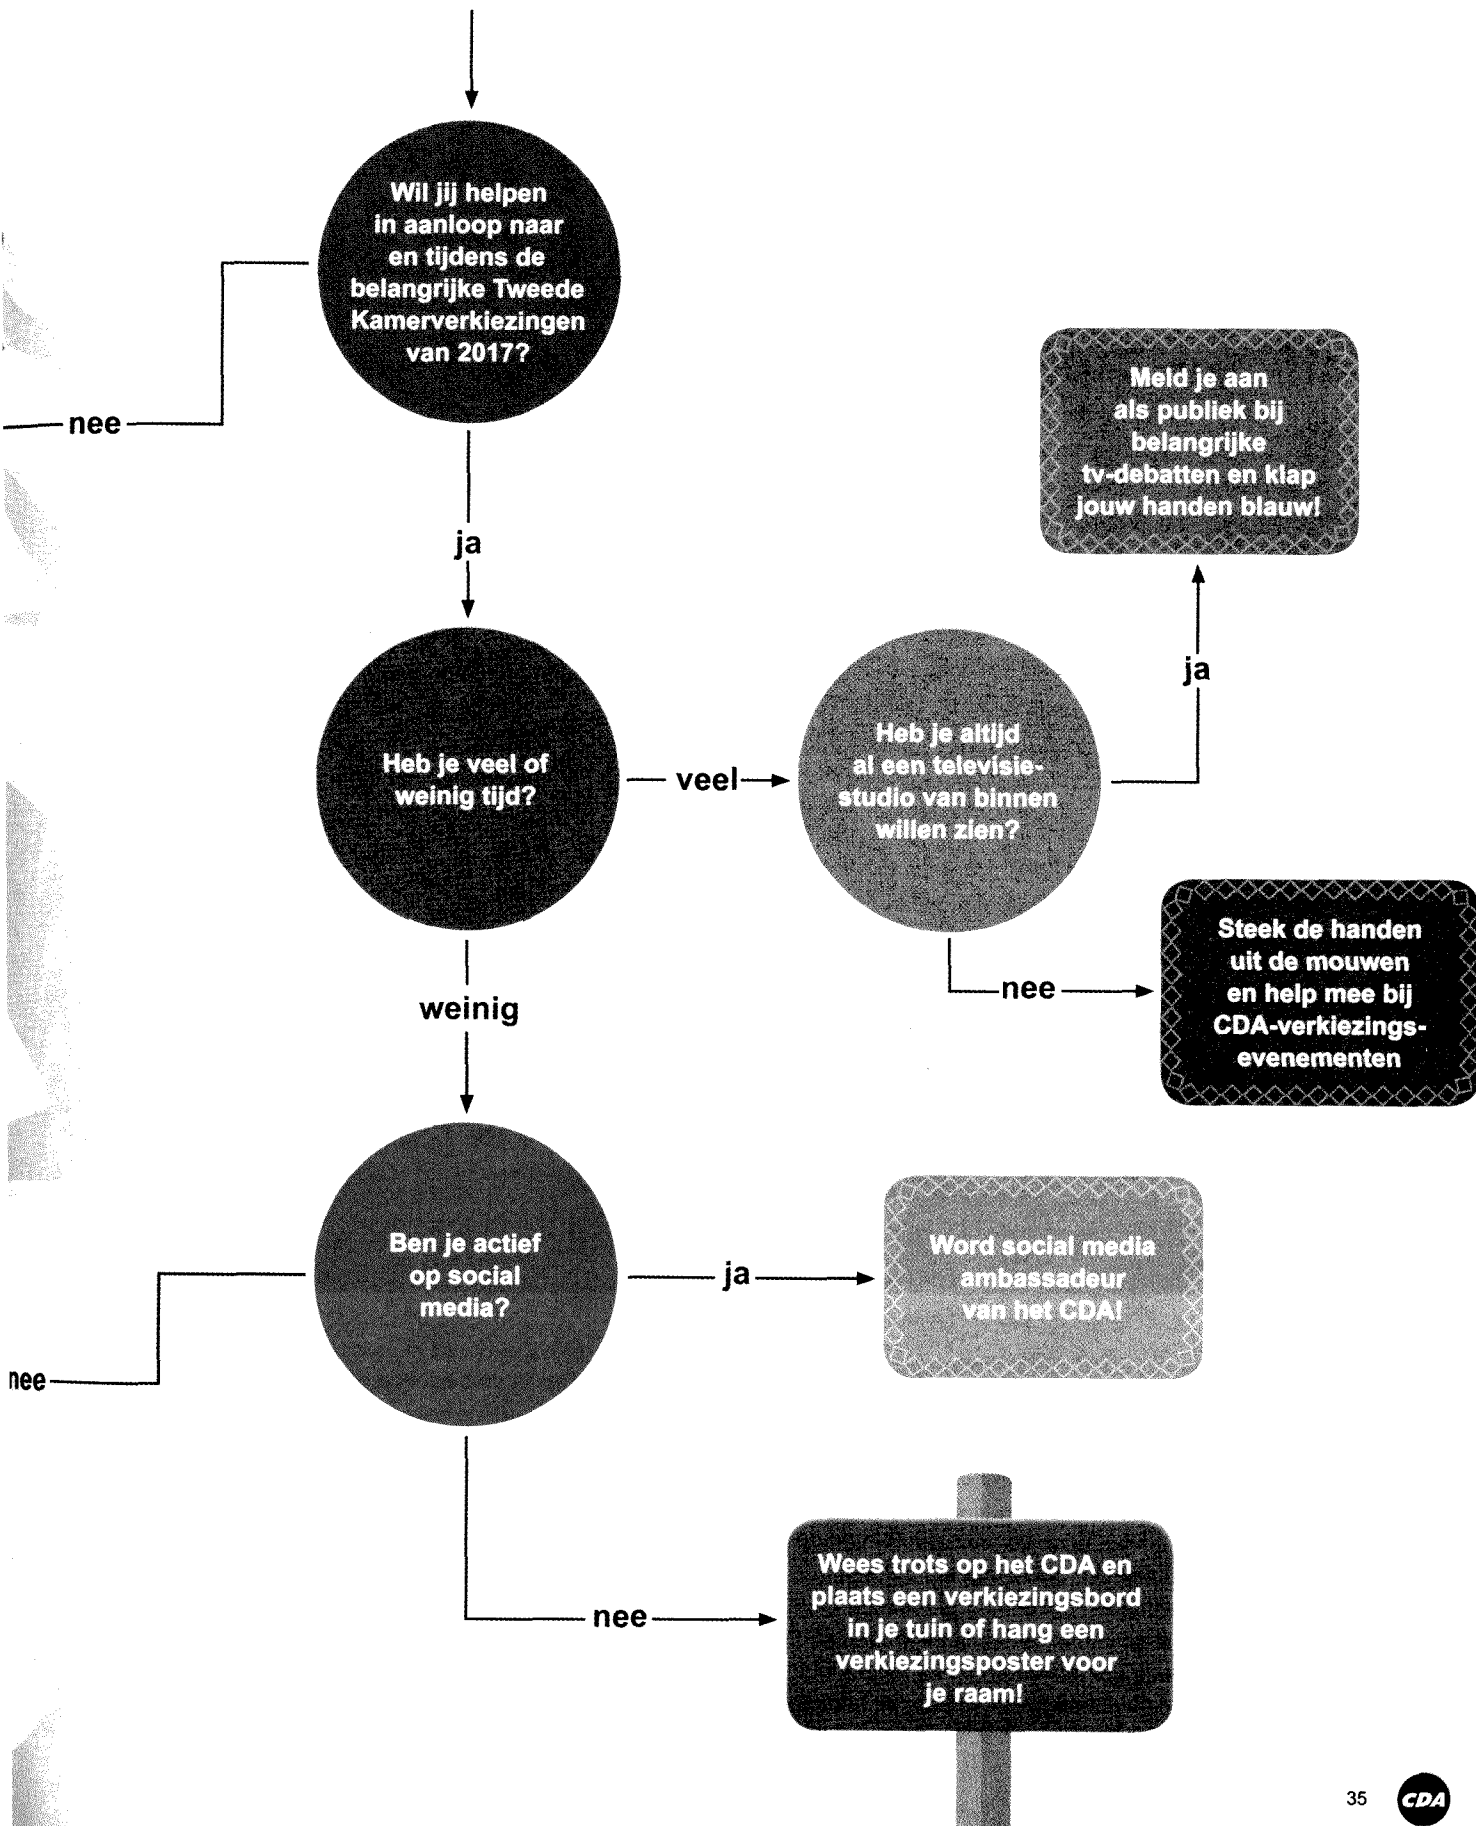 Wil jij helpen
in aanloop naar
en tijdens de
belangrijke Tweede
Kamerverkiezingen
van 2017?
nee
ja
Meld je aan
als publiek bij
belangrijke
tv-debatten en klap
jouw handen blauw!
ja
Heb je veel of
weinig tijd?
veel
Heb je altijd
al een televisie-
studio van binnen
willen zien?
nee
Steek de handen
uit de mouwen
en help mee bij
CDA-verkiezings-
evenementen
weinig
Ben je actief
op social
media?
ja
Word social media
ambassadeur
van het CDA!
nee
nee
Wees trots op het CDA en
plaats een verkiezingsbord
in je tuin of hang een
verkiezingsposter voor
je raam!
35
CDA